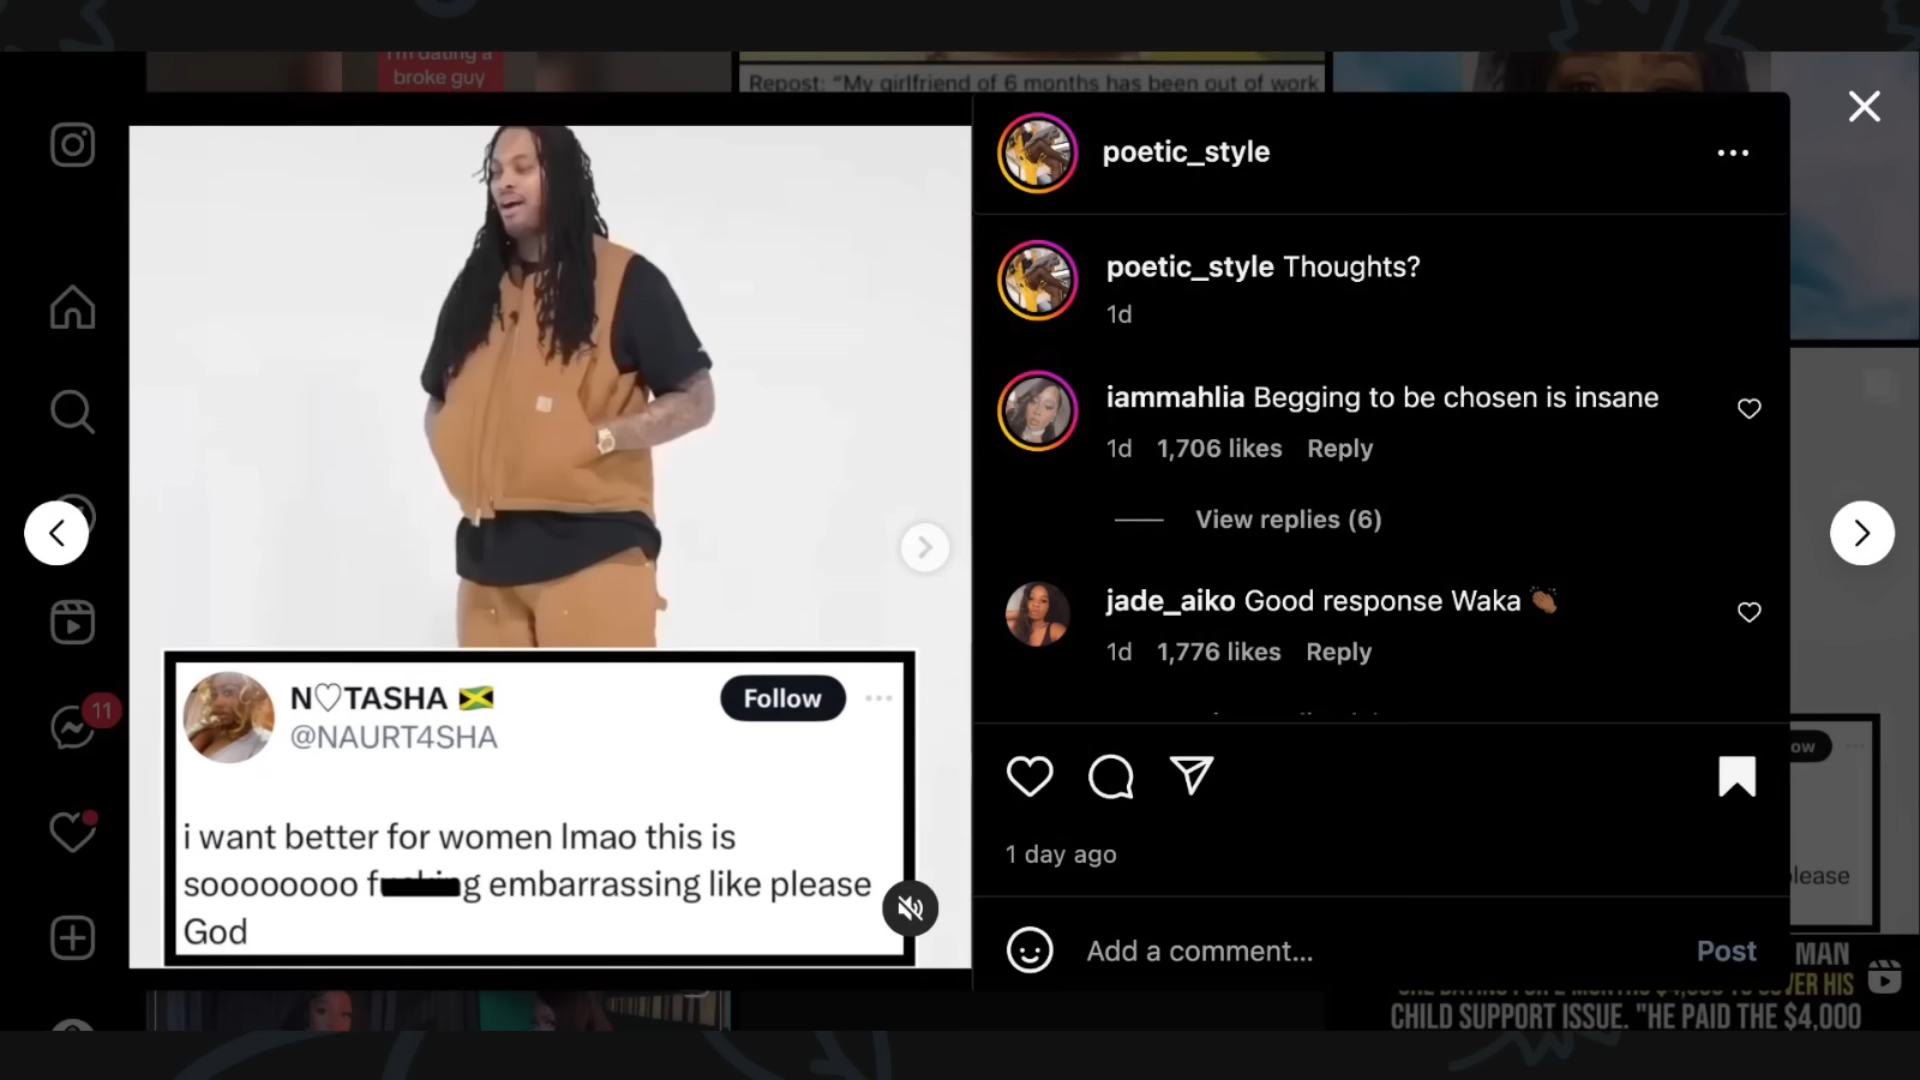 I'm dating a
broke guy
Repost: "My girlfriend of 6 months has been out of work
poetic_style
poetic_style Thoughts?
1d
iammahlia Begging to be chosen is insane
1d 1,706 likes Reply
View replies (6)
jade_aiko Good response Waka
1d 1,776 likes Reply
11
N♡TASHA
@NAURT4SHA
Follow
i want better for women lmao this is
soooooooo f g embarrassing like please
God
1 day ago
Add a comment...
Post
ow
lease
MAN
VER HIS
CHILD SUPPORT ISSUE. "HE PAID THE $4,000